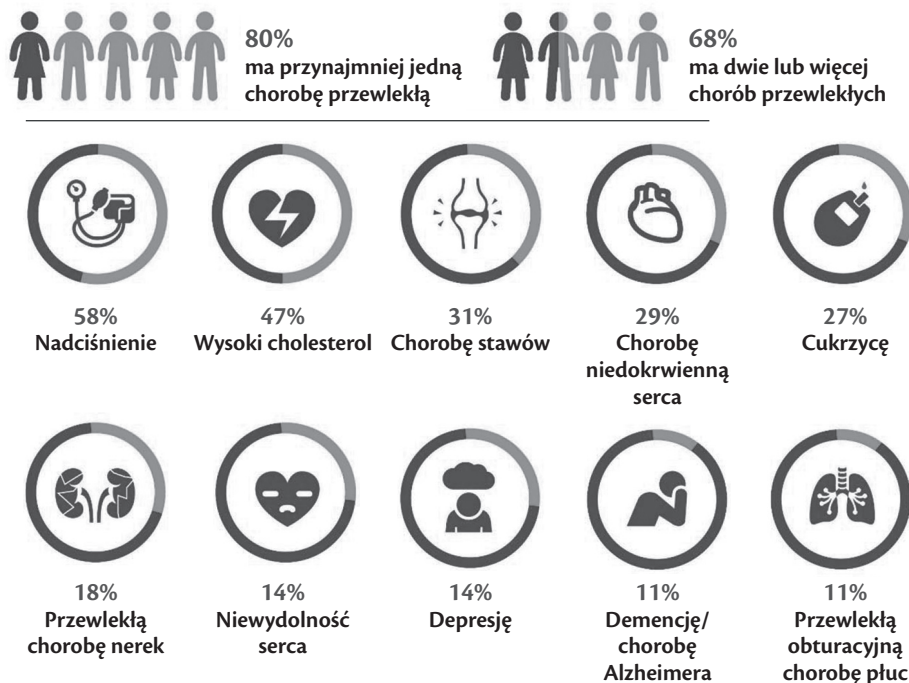 80%
ma przynajmniej jedną
chorobę przewlekłą
68%
ma dwie lub więcej
chorób przewlekłych
58%
Nadciśnienie
47%
Wysoki cholesterol
31%
Chorobę stawów
29%
Chorobę
niedokrwienną
serca
27%
Cukrzycę
18%
Przewlekłą
chorobę nerek
14%
Niewydolność
serca
14%
Depresję
11%
Demencję/
chorobę
Alzheimera
11%
Przewlekłą
obturacyjną
chorobę płuc